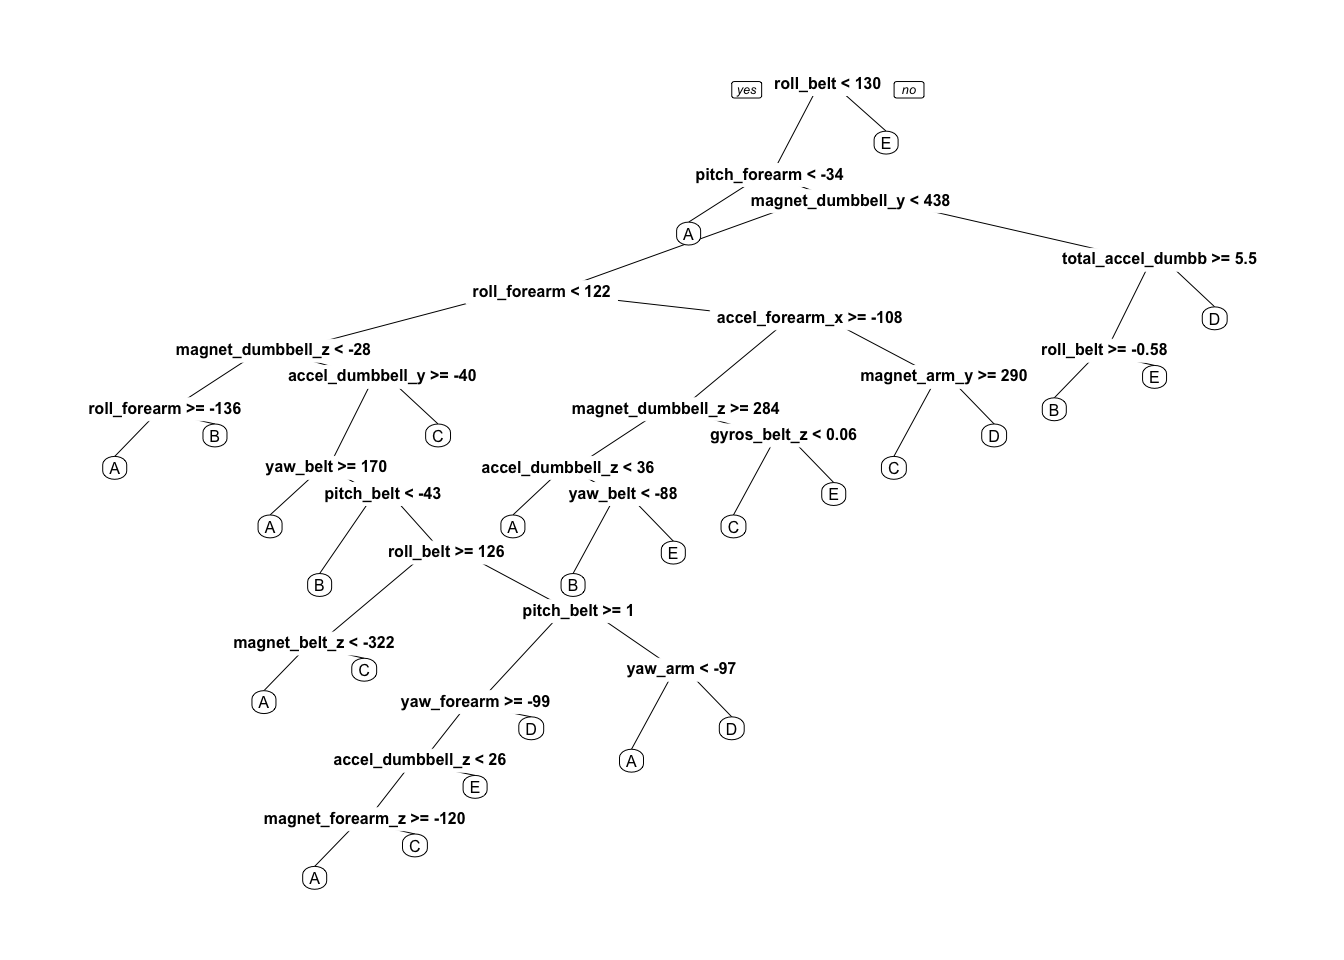 yes roll_belt < 130 no
E
pitch_forearm < -34
magnet_dumbbell_y < 438
A
total_accel_dumbb >= 5.5
roll_forearm < 122
accel_forearm_x >= -108
D
magnet_dumbbell_z < -28
roll_belt >= -0.58
accel_dumbbell_y >= -40
magnet_arm_y >= 290
E
roll_forearm >= -136
magnet_dumbbell_z >= 284
B
B
C
gyros_belt_z < 0.06
D
A
yaw_belt >= 170
accel_dumbbell_z < 36
C
pitch_belt < -43
yaw_belt < -88
E
A
A
C
roll_belt >= 126
E
B
B
pitch_belt >= 1
magnet_belt_z < -322
C
yaw_arm < -97
A
yaw_forearm >= -99
D
D
accel_dumbbell_z < 26
A
E
magnet_forearm_z >= -120
C
A